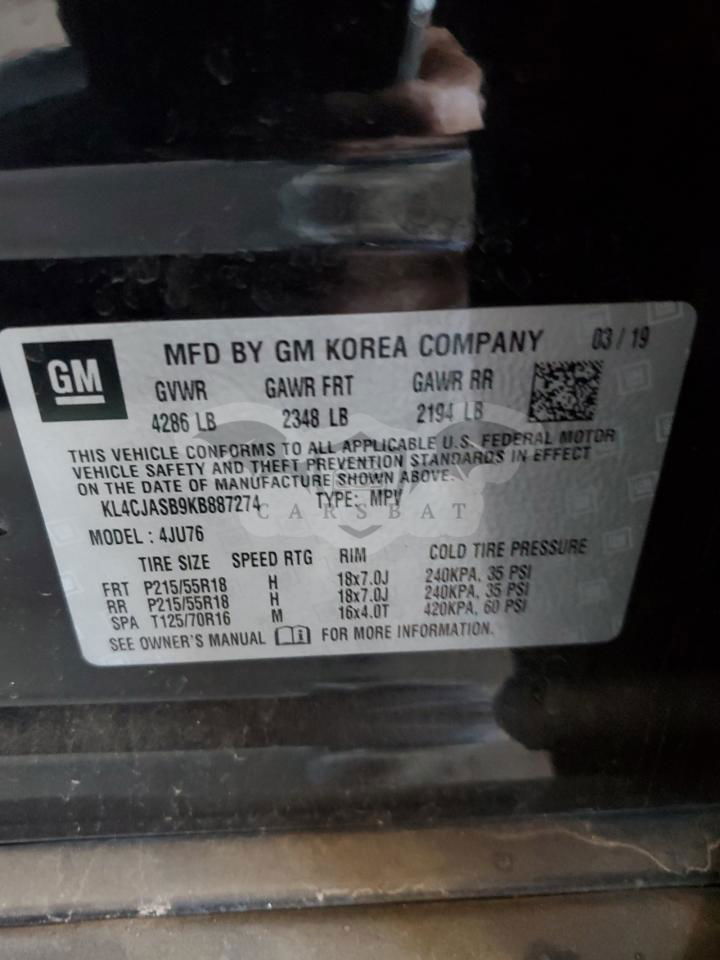 GM
MFD BY GM KOREA COMPANY 03/19
GVWR GAWR FRT GAWR RR
4286 LB 2348 LB 2194 LB
THIS VEHICLE CONFORMS TO ALL APPLICABLE U.S. FEDERAL MOTOR
VEHICLE SAFETY AND THEFT PREVENTION STANDARDS IN EFFECT
ON THE DATE OF MANUFACTURE SHOWN ABOVE.
KL4CJASB9KB887274 TYPE: MPV
CARSBAT
MODEL : 4JU76
TIRE SIZE SPEED RTG RIM COLD TIRE PRESSURE
FRT P215/55R18 H 18x7.0J 240KPA, 35 PSI
RR P215/55R18 H 18x7.0J 240KPA, 35 PSI
SPA T125/70R16 M 16x4.0T 420KPA, 60 PSI
SEE OWNER'S MANUAL FOR MORE INFORMATION.